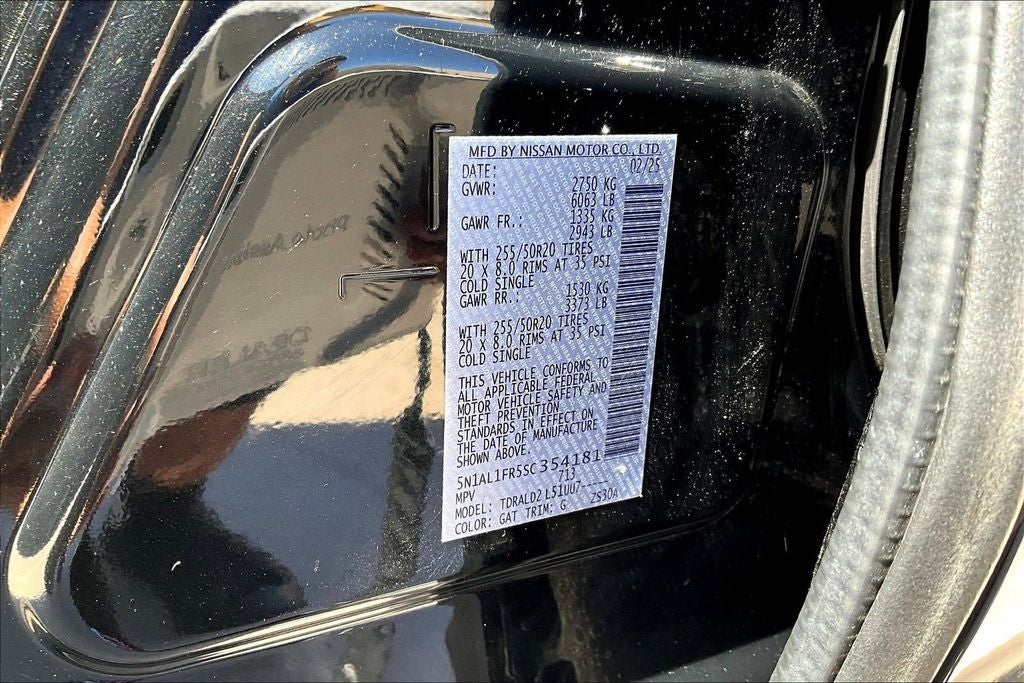 MFD BY NISSAN MOTOR CO., LTD.
DATE: 02/25
GVWR: 2750 KG
6063 LB
GAWR FR.: 1335 KG
2943 LB
WITH 255/50R20 TIRES
20 X 8.0 RIMS AT 35 PSI
COLD SINGLE
GAWR RR.: 1530 KG
3373 LB
WITH 255/50R20 TIRES
20 X 8.0 RIMS AT 35 PSI
COLD SINGLE
THIS VEHICLE CONFORMS TO
ALL APPLICABLE FEDERAL
MOTOR VEHICLE SAFETY AND
THEFT PREVENTION
STANDARDS IN EFFECT ON
THE DATE OF MANUFACTURE
SHOWN ABOVE.
5N1AL1FR5SC354181
713
MPV
MODEL: TDRALD2 L51UU7-----
COLOR: GAT TRIM: G ZS30A